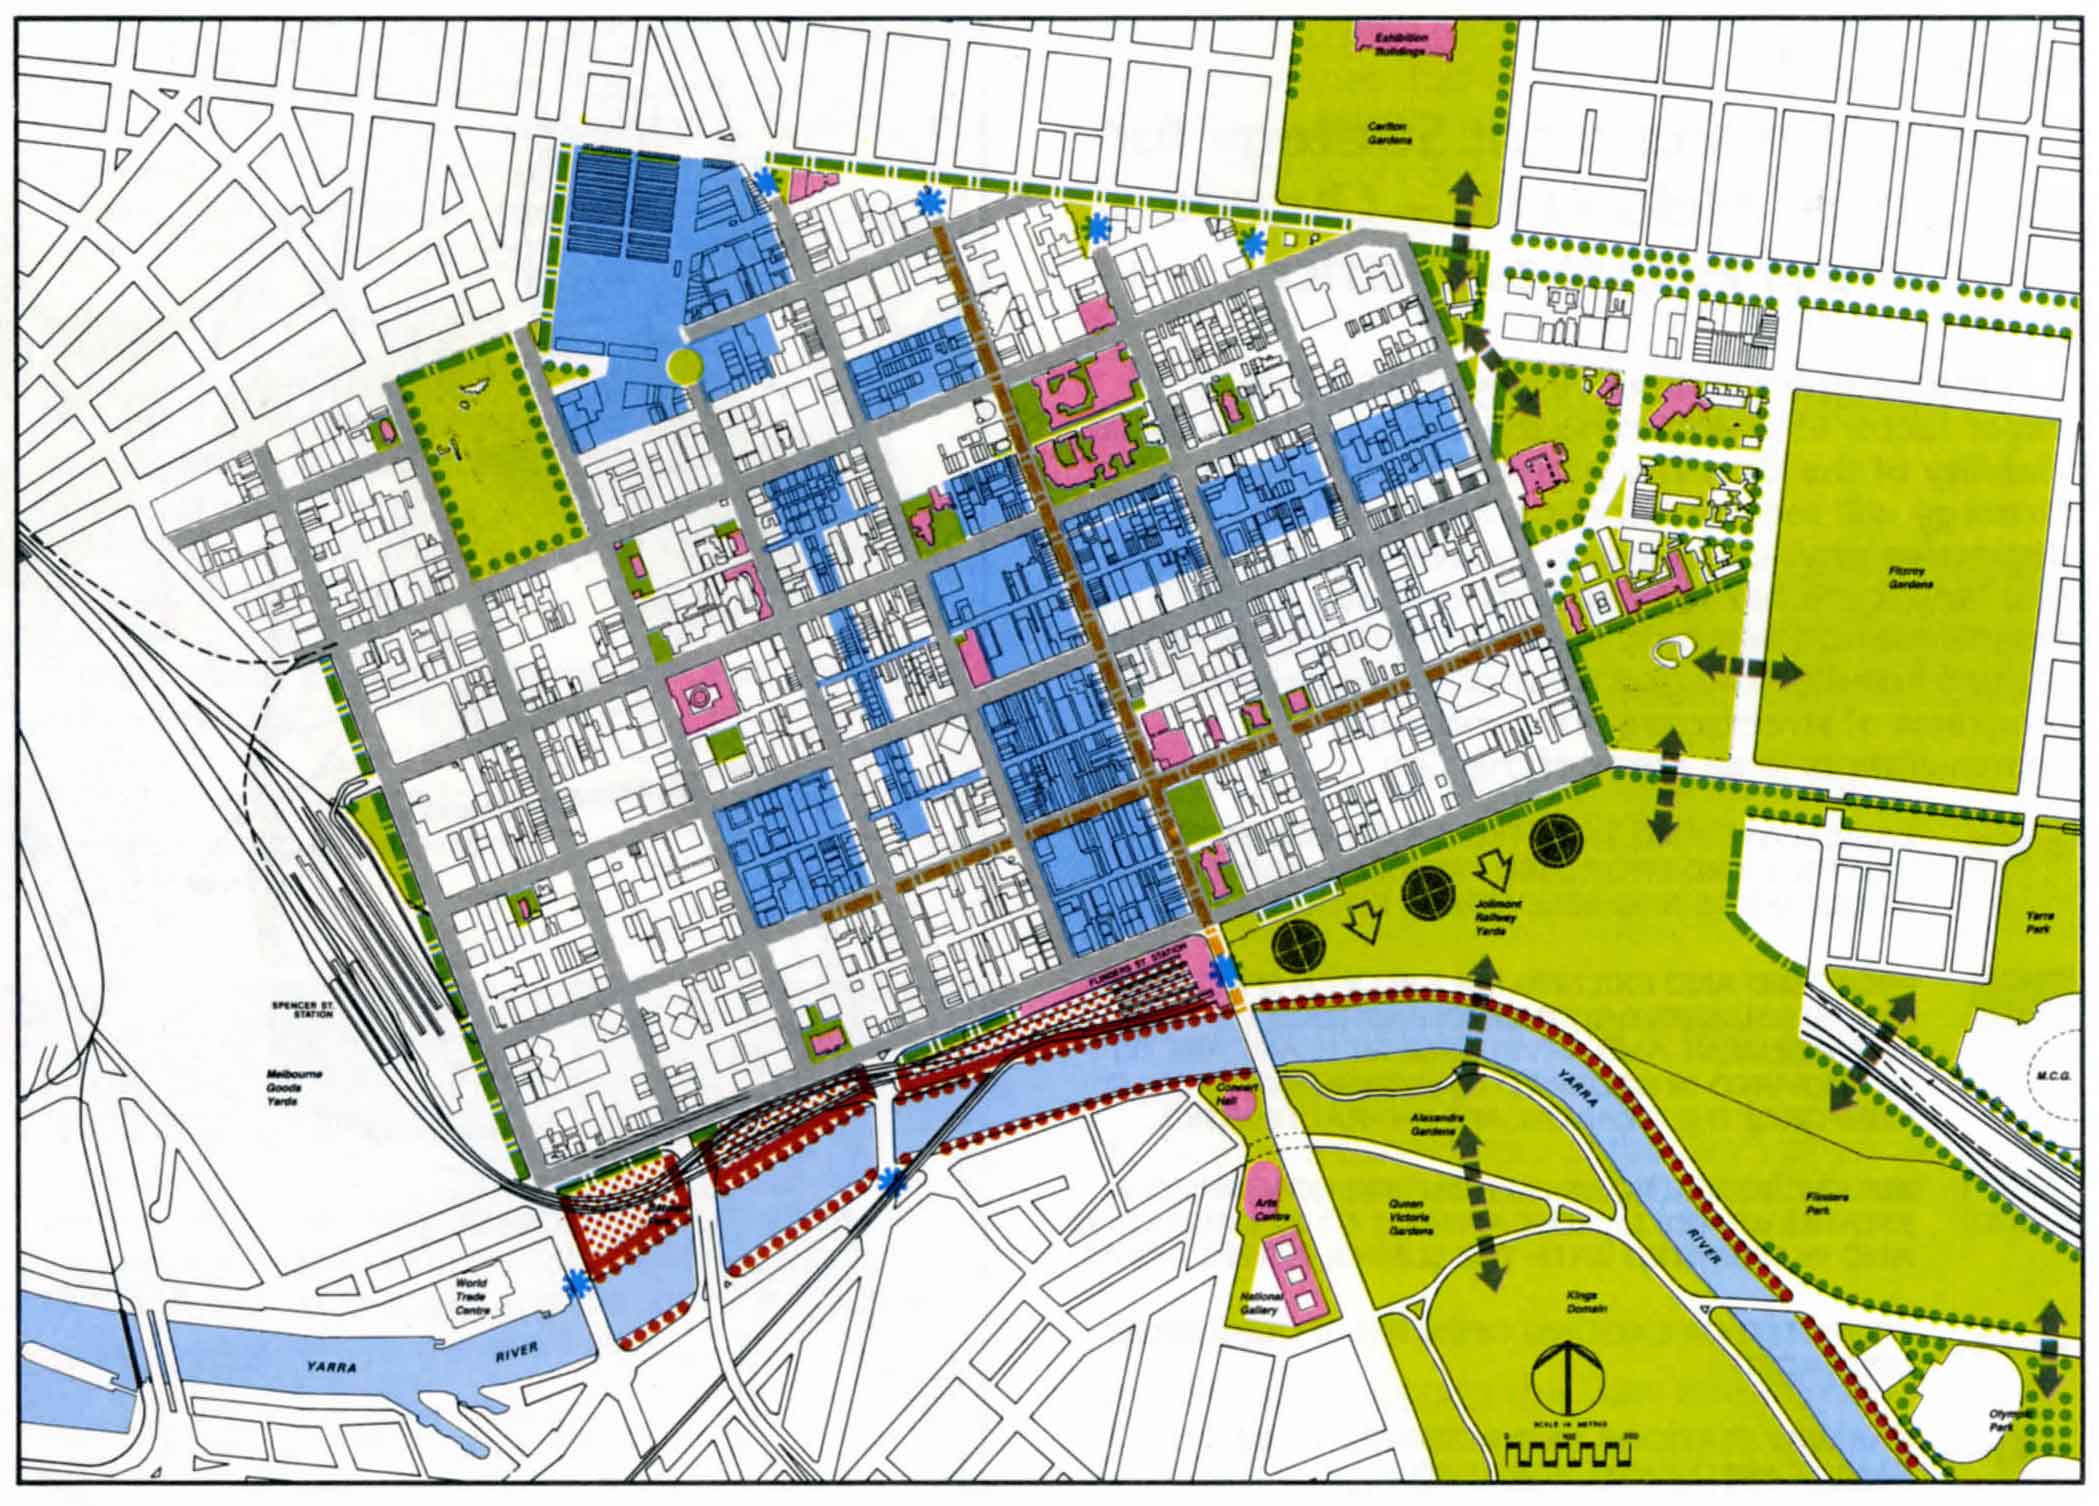 Exhibition
Buildings
Carlton
Gardens
Fitzroy
Gardens
Jolimont
Railway
Yards
Yarra
Park
FLINDERS ST. STATION
SPENCER ST.
STATION
Melbourne
Goods
Yards
M.C.G.
YARRA
RIVER
Concert
Hall
Alexandra
Gardens
Arts
Centre
Queen
Victoria
Gardens
Flinders
Park
World
Trade
Centre
National
Gallery
Kings
Domain
YARRA
RIVER
Olympic
Park
SCALE IN METRES
0 100 200